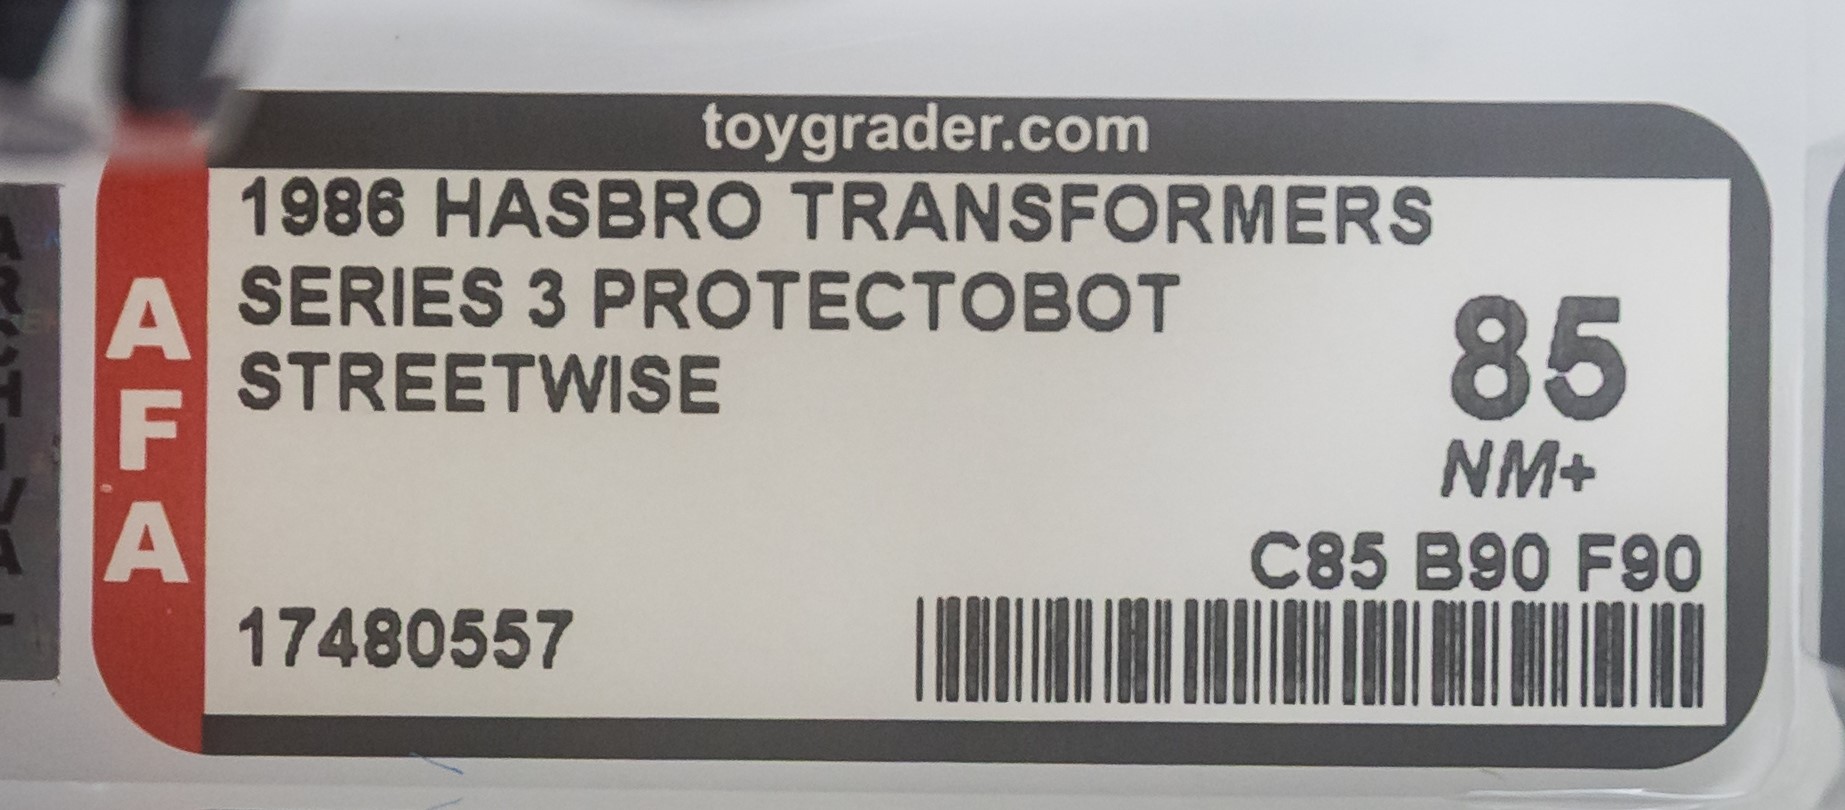 toygrader.com
AFA
1986 HASBRO TRANSFORMERS
SERIES 3 PROTECTOBOT
STREETWISE
85
NM+
C85 B90 F90
17480557